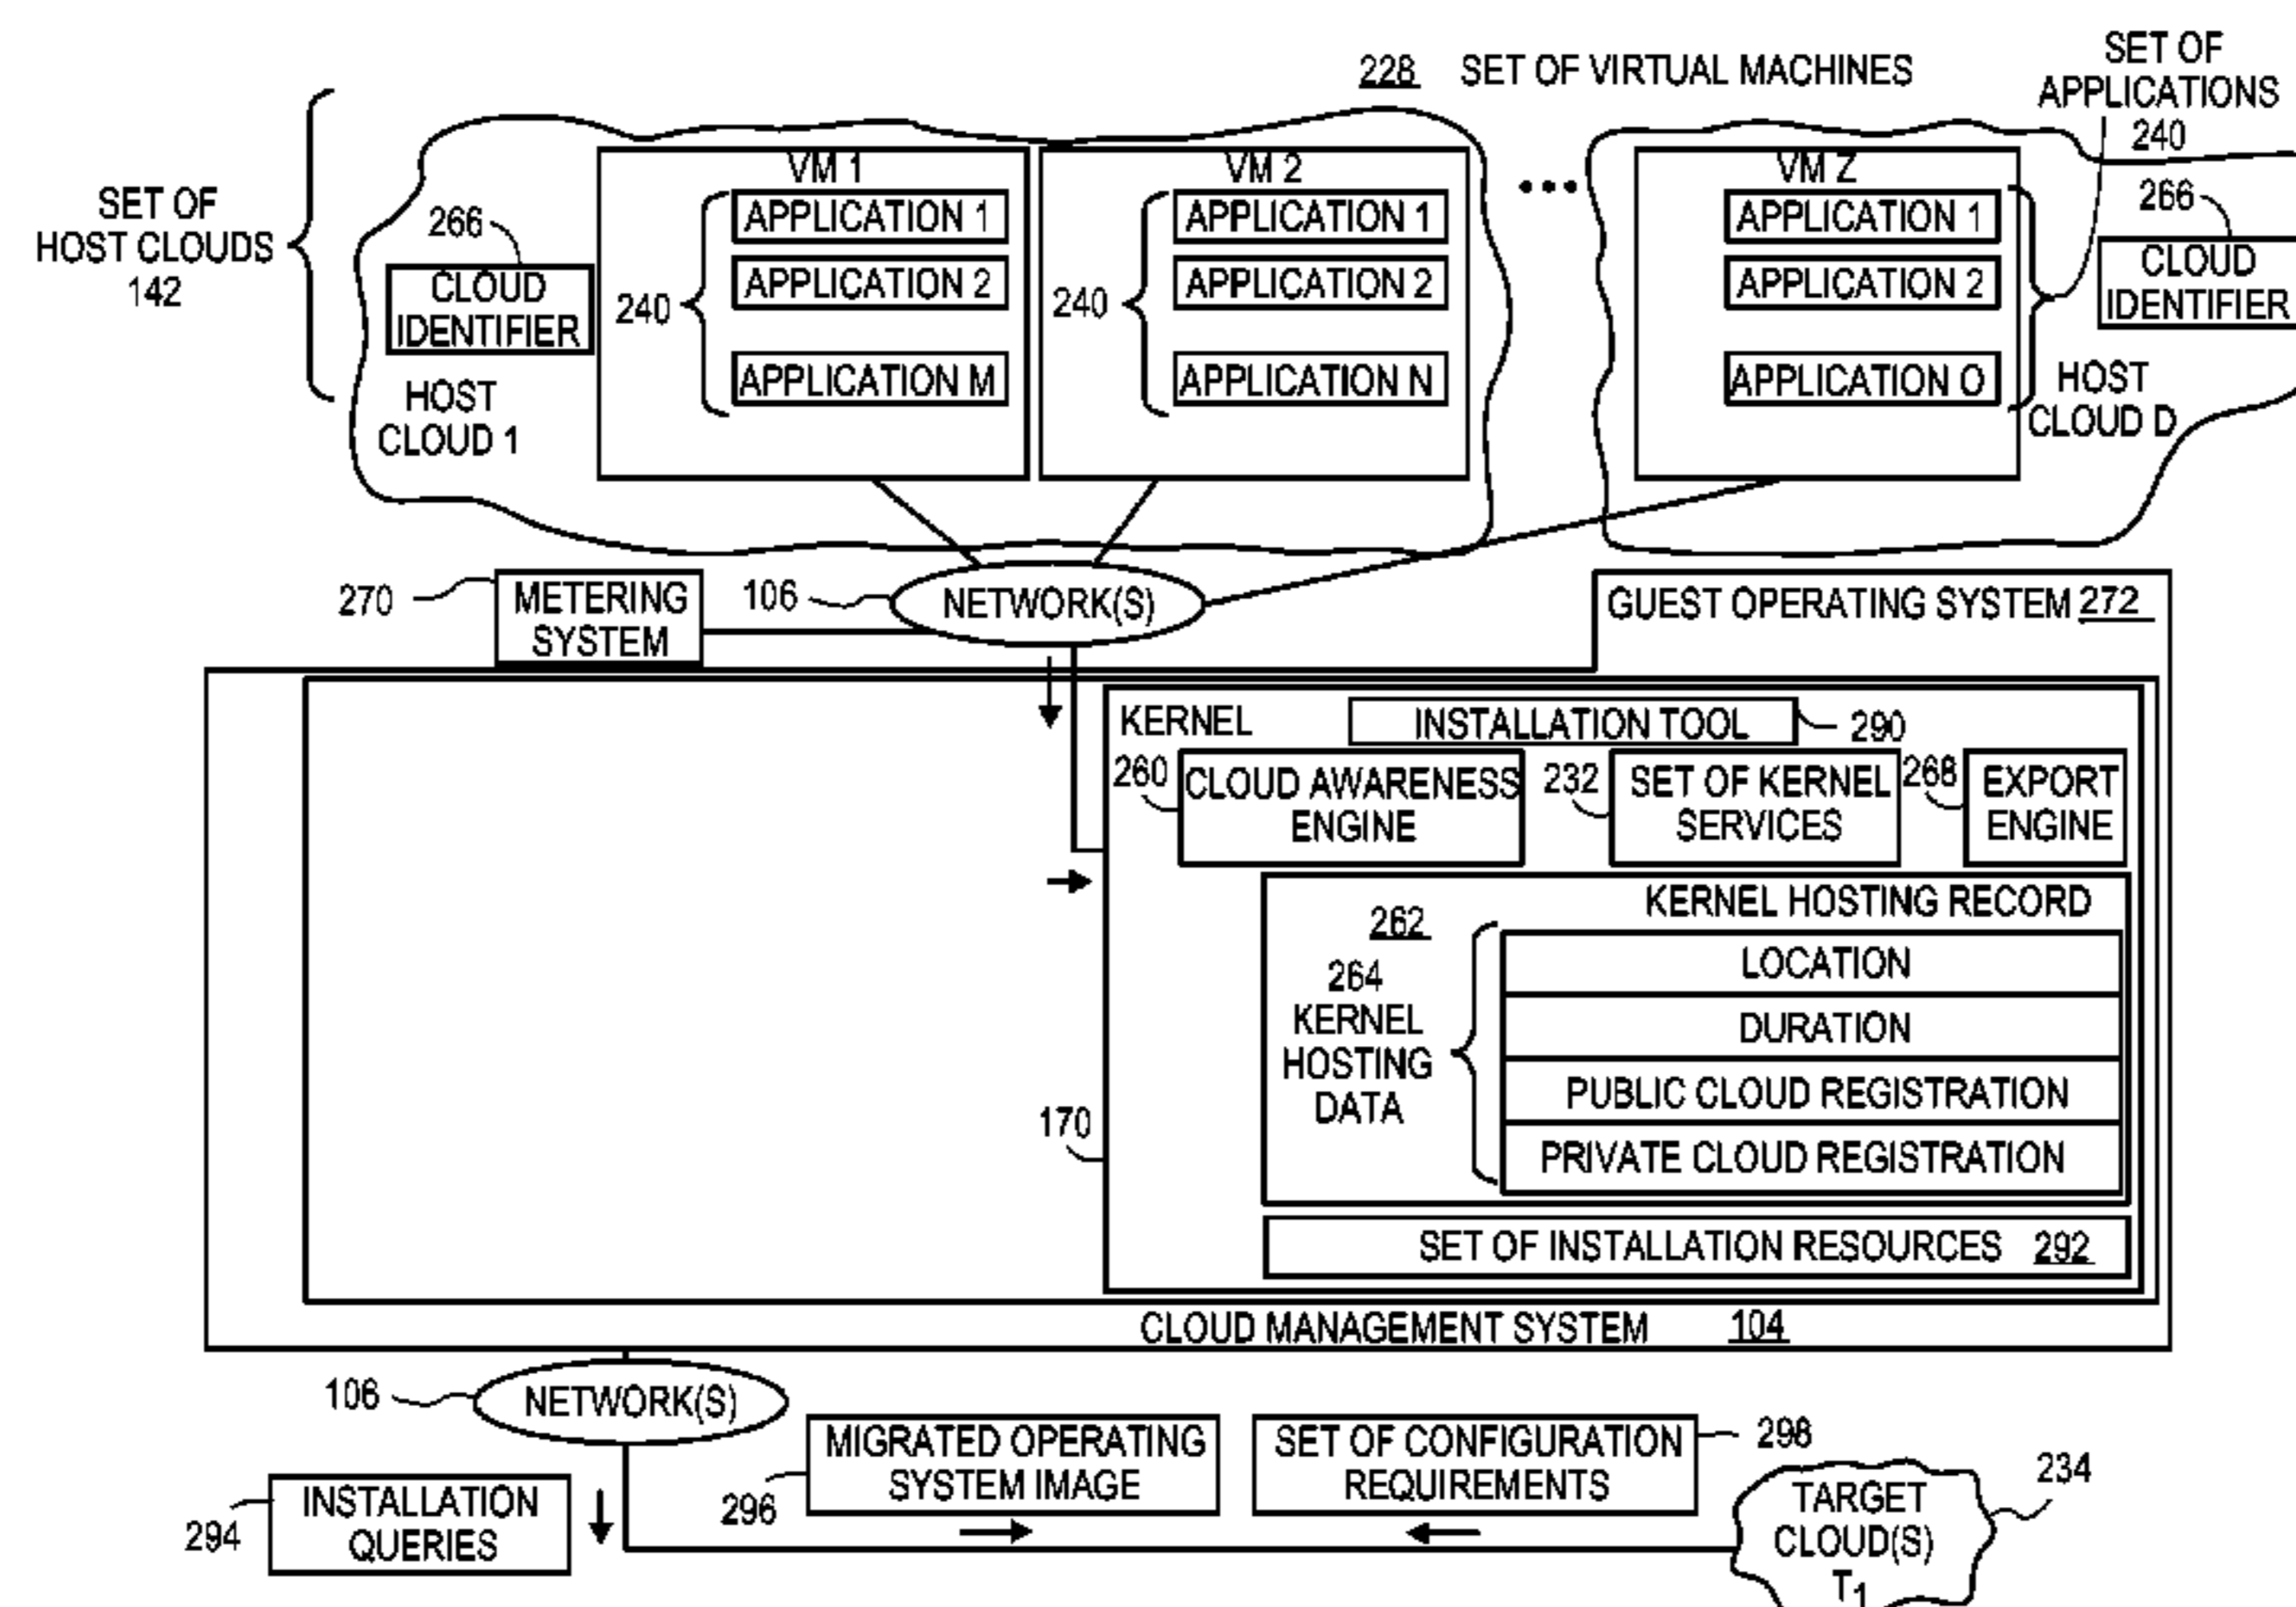 228 SET OF VIRTUAL MACHINES
SET OF
APPLICATIONS
240
SET OF
HOST CLOUDS
142
266
CLOUD
IDENTIFIER
HOST
CLOUD 1
VM 1
240
APPLICATION 1
APPLICATION 2
APPLICATION M
VM 2
240
APPLICATION 1
APPLICATION 2
APPLICATION N
VM Z
APPLICATION 1
APPLICATION 2
APPLICATION O
266
CLOUD
IDENTIFIER
HOST
CLOUD D
270
METERING
SYSTEM
106
NETWORK(S)
GUEST OPERATING SYSTEM 272
KERNEL
INSTALLATION TOOL
290
260
CLOUD AWARENESS
ENGINE
232
SET OF KERNEL
SERVICES
268
EXPORT
ENGINE
KERNEL HOSTING RECORD
262
264
KERNEL
HOSTING
DATA
LOCATION
DURATION
PUBLIC CLOUD REGISTRATION
PRIVATE CLOUD REGISTRATION
170
SET OF INSTALLATION RESOURCES 292
CLOUD MANAGEMENT SYSTEM 104
106
NETWORK(S)
294
INSTALLATION
QUERIES
296
MIGRATED OPERATING
SYSTEM IMAGE
SET OF CONFIGURATION
REQUIREMENTS
298
234
TARGET
CLOUD(S)
T1